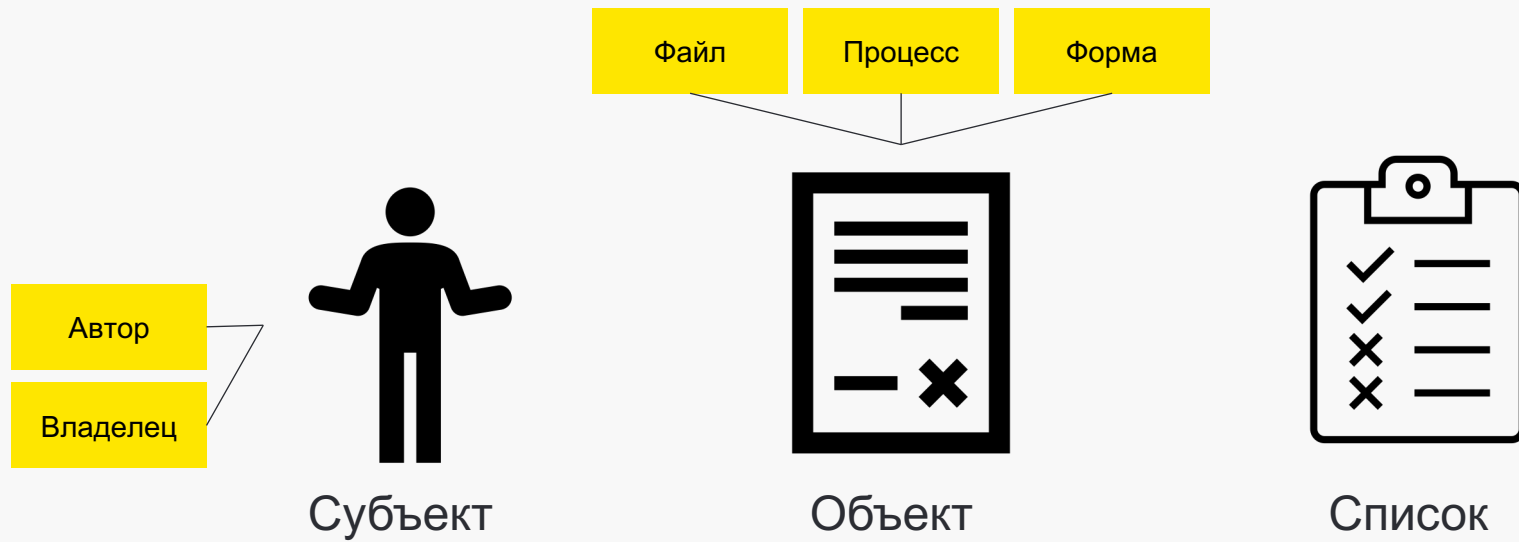 Файл
Процесс
Форма
Автор
Владелец
Субъект
Объект
Список